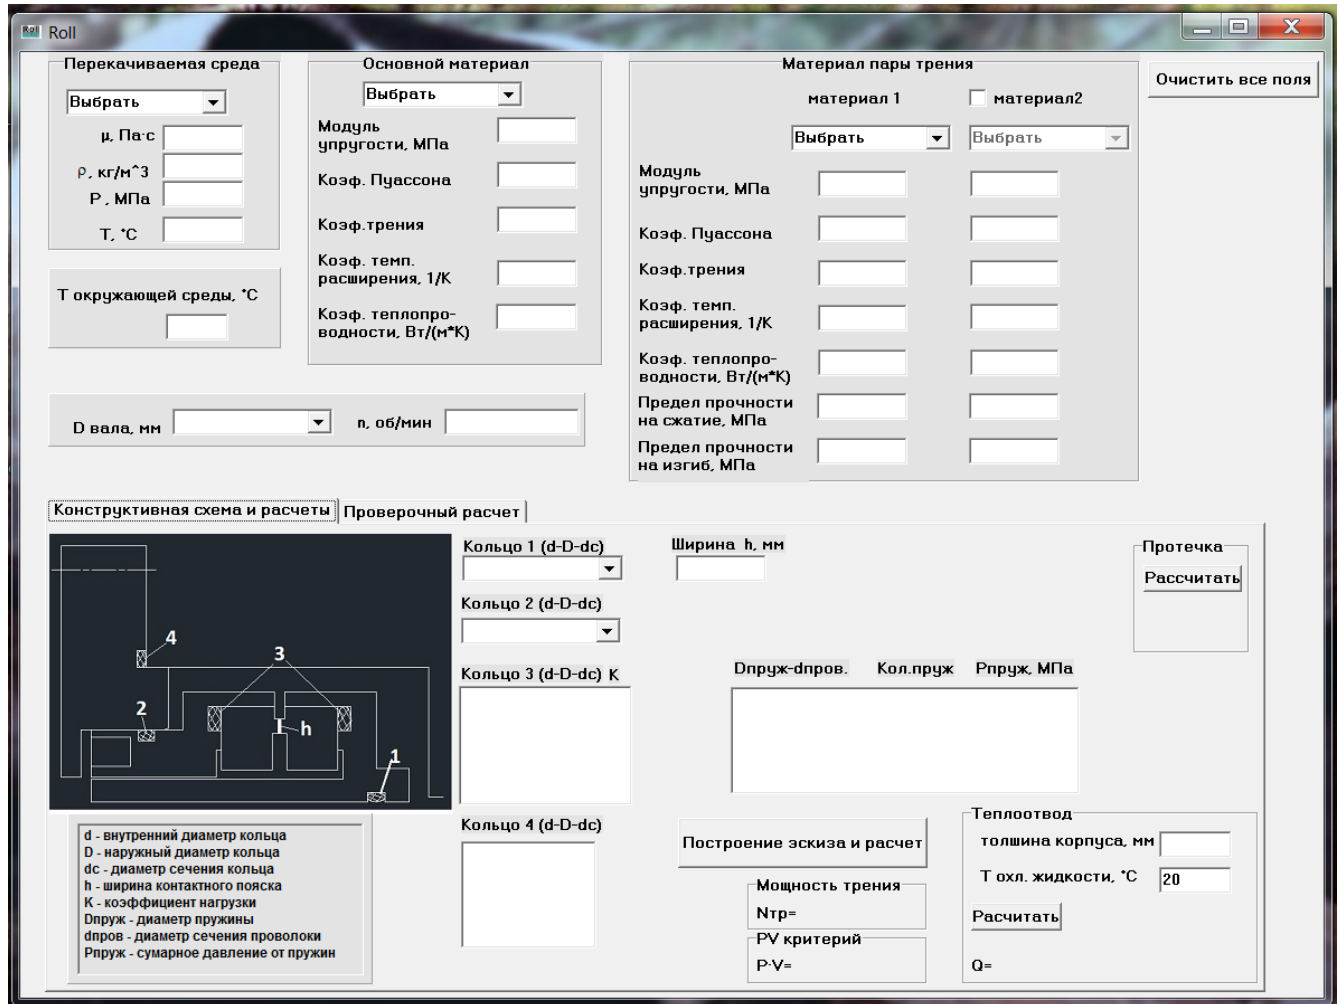 Roll Roll
Перекачиваемая среда
Выбрать
μ, Па·с
ρ, кг/м^3
P, МПа
T, °C
T окружающей среды, °C
Основной материал
Выбрать
Модуль
упругости, МПа
Коэф. Пуассона
Коэф.трения
Коэф. темп.
расширения, 1/К
Коэф. теплопро-
водности, Вт/(м*К)
Материал пары трения
материал 1
материал2
Выбрать
Выбрать
Модуль
упругости, МПа
Коэф. Пуассона
Коэф.трения
Коэф. темп.
расширения, 1/К
Коэф. теплопро-
водности, Вт/(м*К)
Предел прочности
на сжатие, МПа
Предел прочности
на изгиб, МПа
Очистить все поля
D вала, мм
n, об/мин
Конструктивная схема и расчеты
Проверочный расчет
4
3
2
h
1
Кольцо 1 (d-D-dc)
Ширина h, мм
Кольцо 2 (d-D-dc)
Кольцо 3 (d-D-dc) К
Кольцо 4 (d-D-dc)
Dпруж-dпров.
Кол.пруж
Рпруж, МПа
Протечка
Рассчитать
d - внутренний диаметр кольца
D - наружный диаметр кольца
dc - диаметр сечения кольца
h - ширина контактного пояска
К - коэффициент нагрузки
Dпруж - диаметр пружины
dпров - диаметр сечения проволоки
Рпруж - сумарное давление от пружин
Построение эскиза и расчет
Мощность трения
Nтр=
PV критерий
P·V=
Теплоотвод
толшина корпуса, мм
T охл. жидкости, °C
20
Расчитать
Q=